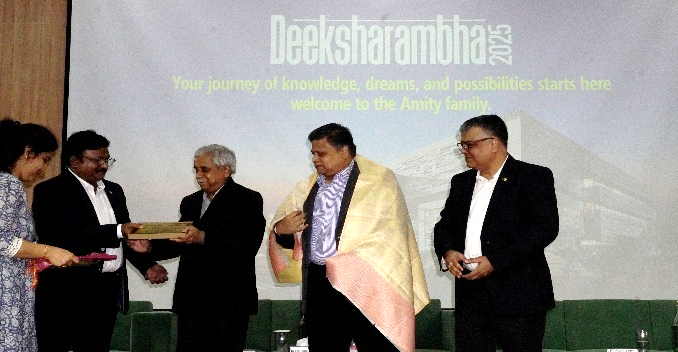 Deeksharambha 2025
Your journey of knowledge, dreams, and possibilities starts here
welcome to the Amity family.